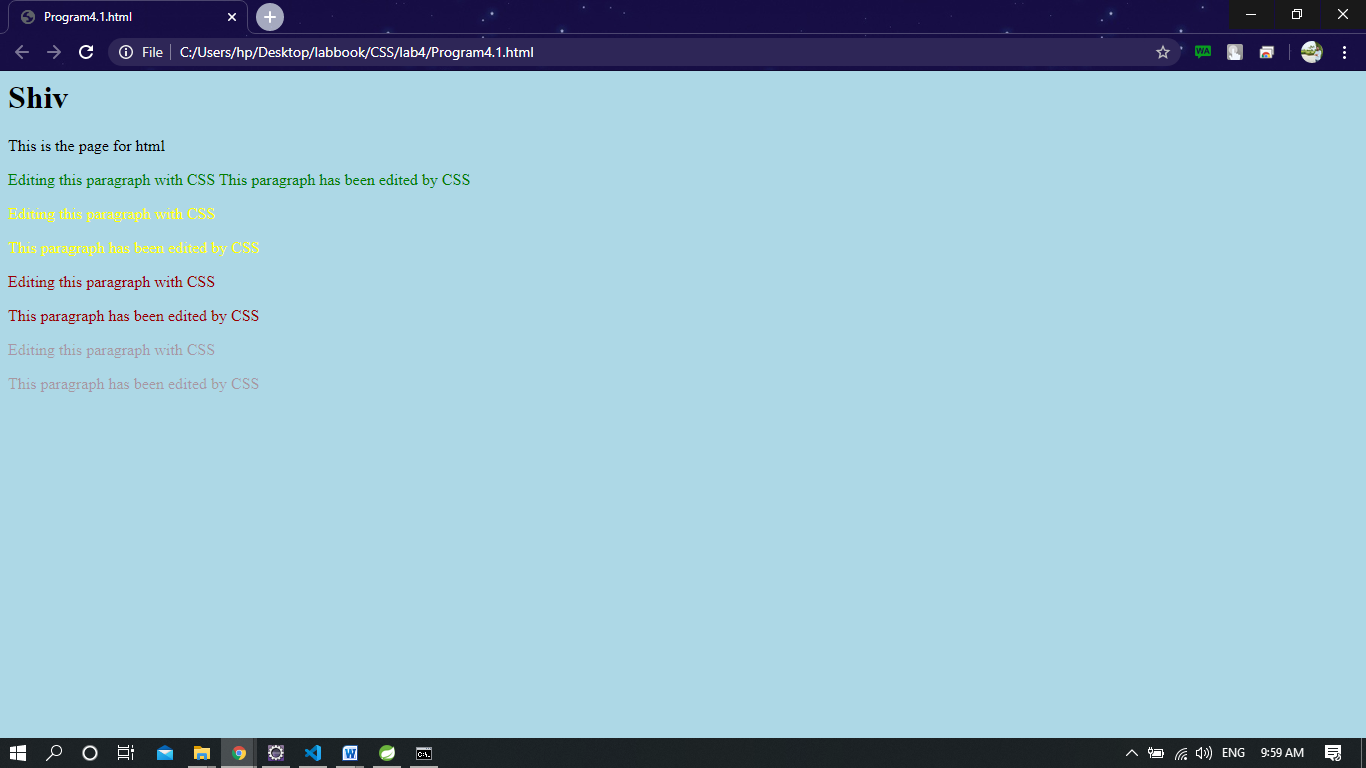 Program4.1.html
File
C:/Users/hp/Desktop/labbook/CSS/lab4/Program4.1.html
WA
Shiv
This is the page for html
Editing this paragraph with CSS This paragraph has been edited by CSS
Editing this paragraph with CSS
This paragraph has been edited by CSS
Editing this paragraph with CSS
This paragraph has been edited by CSS
Editing this paragraph with CSS
This paragraph has been edited by CSS
ENG 9:59 AM